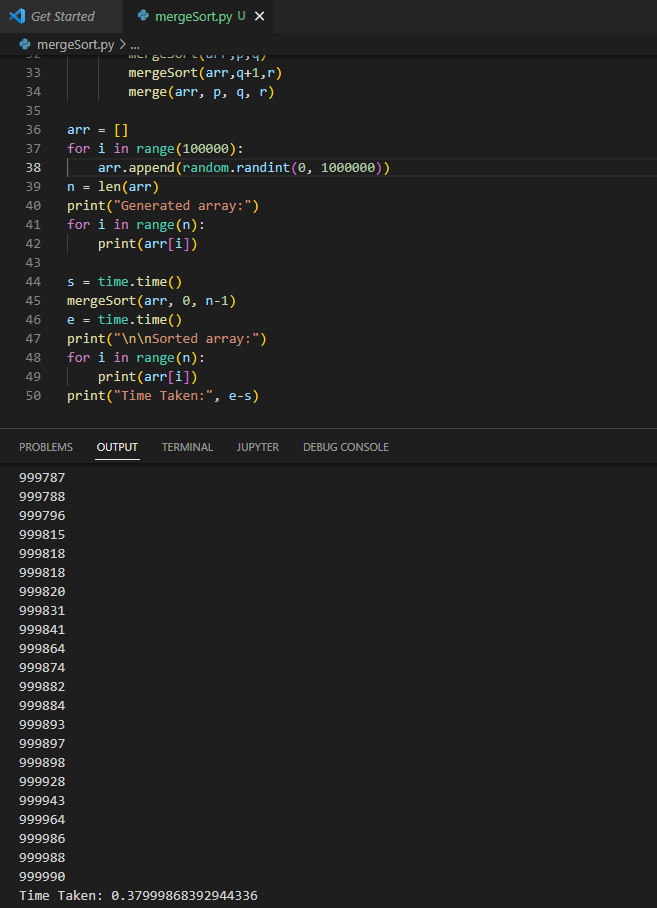 Get Started
mergeSort.py U
mergeSort.py > ...
32 mergeSort(arr,p,q)
33 mergeSort(arr,q+1,r)
34 merge(arr, p, q, r)
35
36 arr = []
37 for i in range(100000):
38 arr.append(random.randint(0, 1000000))
39 n = len(arr)
40 print("Generated array:")
41 for i in range(n):
42 print(arr[i])
43
44 s = time.time()
45 mergeSort(arr, 0, n-1)
46 e = time.time()
47 print("\n\nSorted array:")
48 for i in range(n):
49 print(arr[i])
50 print("Time Taken:", e-s)
PROBLEMS OUTPUT TERMINAL JUPYTER DEBUG CONSOLE
999787
999788
999796
999815
999818
999818
999820
999831
999841
999864
999874
999882
999884
999893
999897
999898
999928
999943
999964
999986
999988
999990
Time Taken: 0.37999868392944336